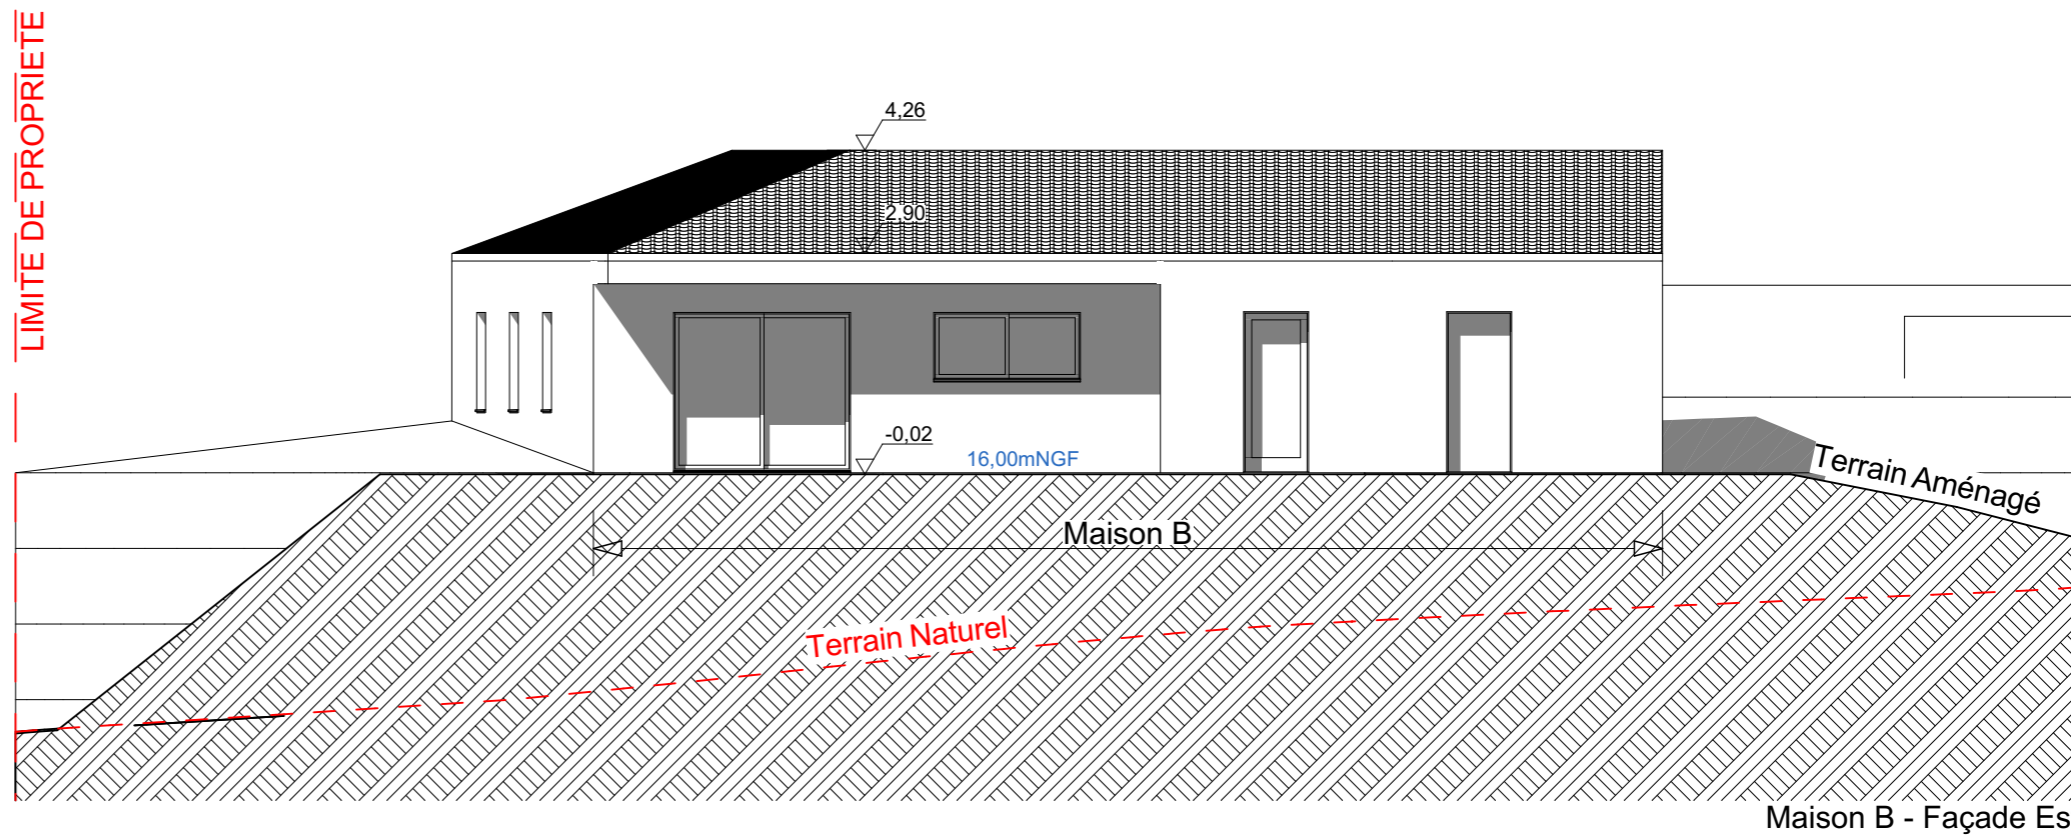 LIMITE DE PROPRIETE
4,26
2,90
-0,02
16,00mNGF
Terrain Aménagé
Maison B
Terrain Naturel
Maison B - Façade Es